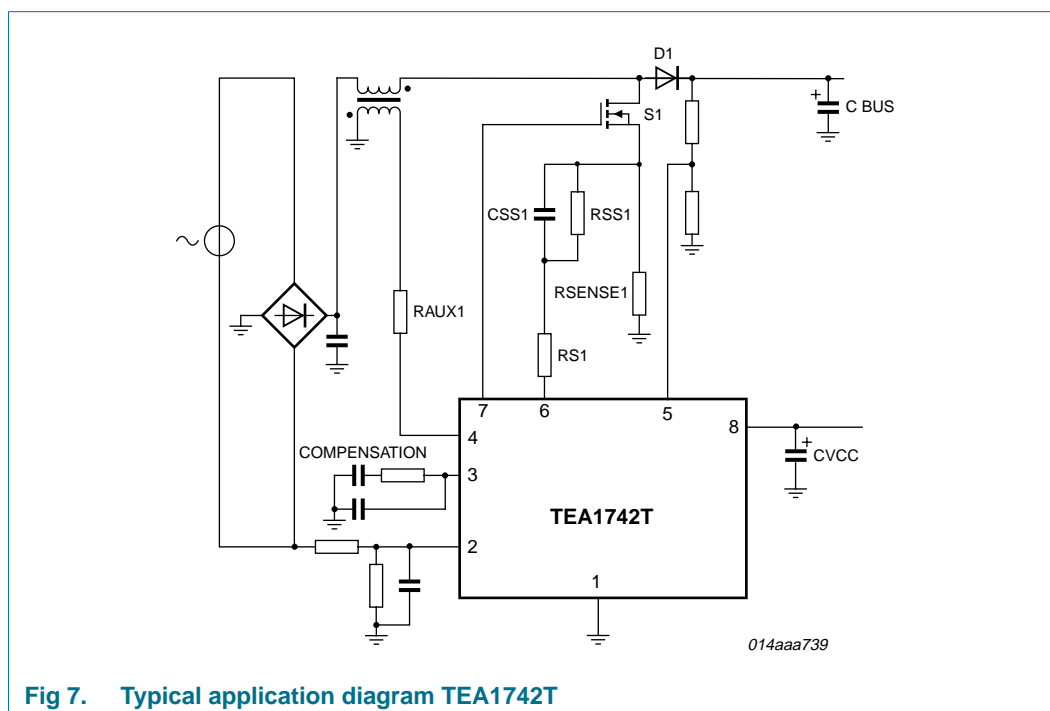 D1
+
C BUS
S1
CSS1
RSS1
RSENSE1
RAUX1
RS1
7
6
5
8
4
+
CVCC
COMPENSATION
3
TEA1742T
2
1
014aaa739
Fig 7. Typical application diagram TEA1742T